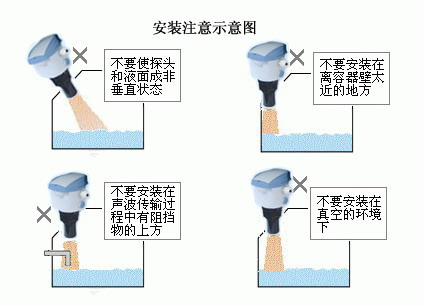 安装注意示意图
不要使探头
和液面成非
垂直状态
不要安装在
离容器壁太
近的地方
不要安装在
声波传输过
程中有阻挡
物的上方
不要安装在
真空的环境
下